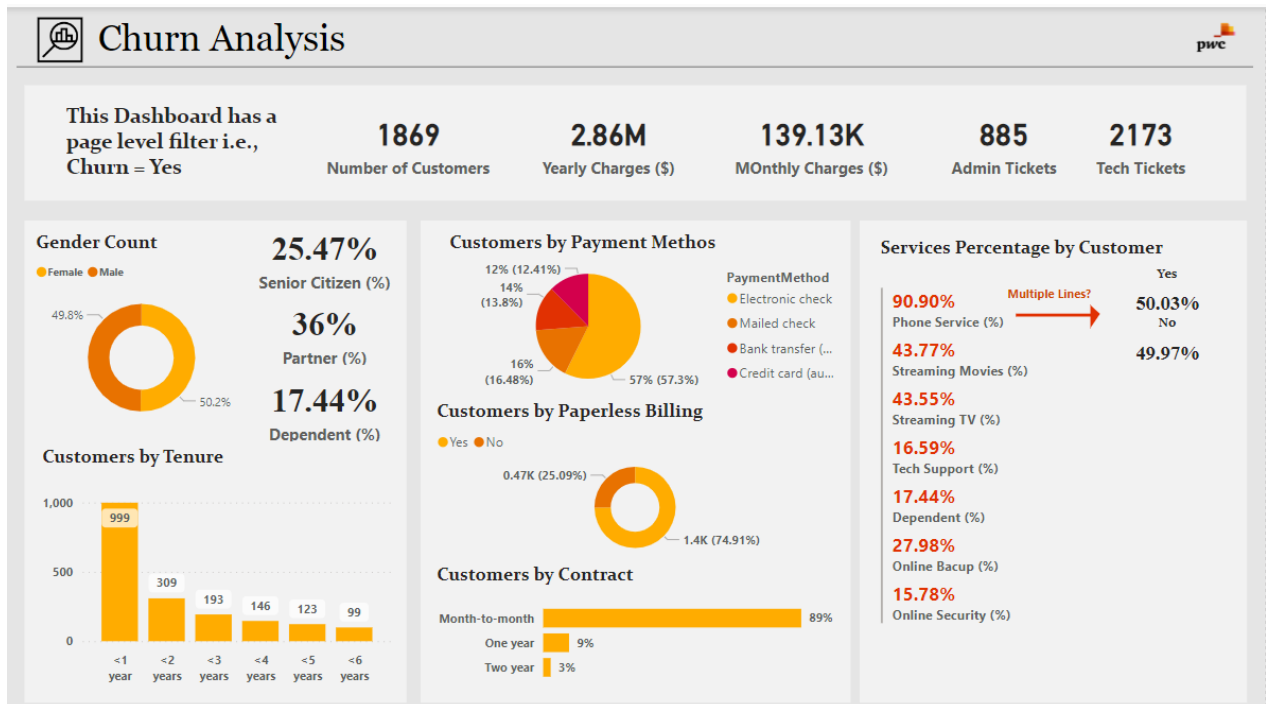 Churn Analysis
pwc
This Dashboard has a
page level filter i.e.,
Churn = Yes
1869
Number of Customers
2.86M
Yearly Charges ($)
139.13K
MOnthly Charges ($)
885
Admin Tickets
2173
Tech Tickets
Gender Count
Female Male
49.8%
50.2%
25.47%
Senior Citizen (%)
36%
Partner (%)
17.44%
Dependent (%)
Customers by Tenure
1,000
500
0
999
309
193
146
123
99
<1
year
<2
years
<3
years
<4
years
<5
years
<6
years
Customers by Payment Methos
12% (12.41%)
14%
(13.8%)
16%
(16.48%)
57% (57.3%)
PaymentMethod
Electronic check
Mailed check
Bank transfer (...
Credit card (au...
Customers by Paperless Billing
Yes No
0.47K (25.09%)
1.4K (74.91%)
Customers by Contract
Month-to-month 89%
One year 9%
Two year 3%
Services Percentage by Customer
90.90%
Phone Service (%)
Multiple Lines?
Yes
50.03%
No
49.97%
43.77%
Streaming Movies (%)
43.55%
Streaming TV (%)
16.59%
Tech Support (%)
17.44%
Dependent (%)
27.98%
Online Bacup (%)
15.78%
Online Security (%)